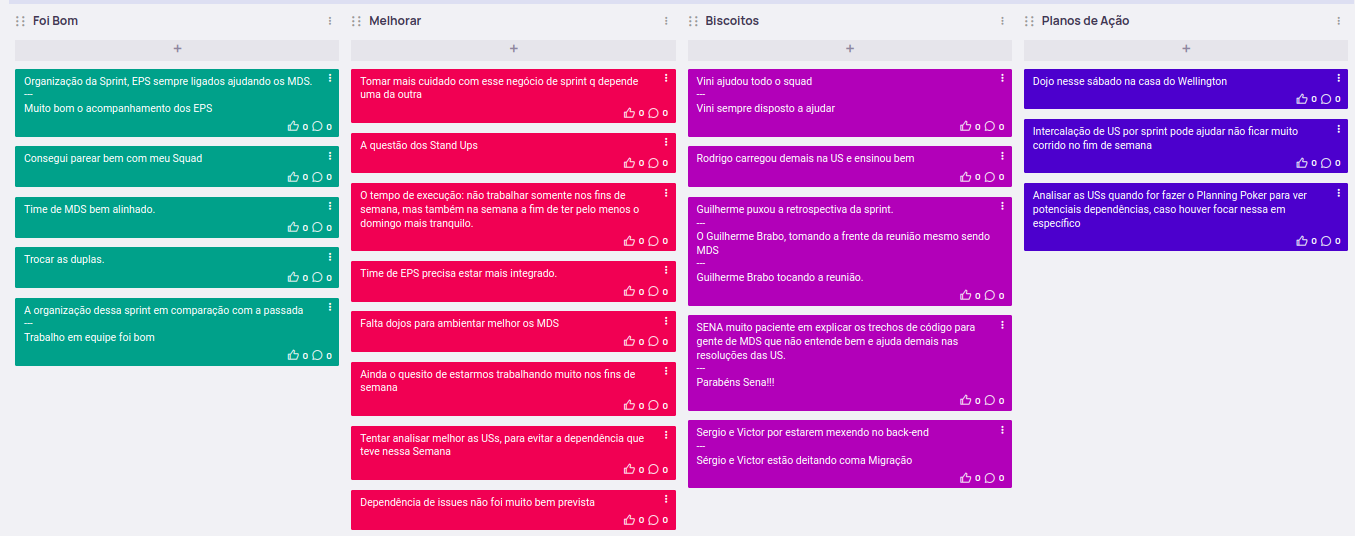 Foi Bom
+
Organização da Sprint, EPS sempre ligados ajudando os MDS.
---
Muito bom o acompanhamento dos EPS
0 0
Consegui parear bem com meu Squad
0 0
Time de MDS bem alinhado.
0 0
Trocar as duplas.
0 0
A organização dessa sprint em comparação com a passada
---
Trabalho em equipe foi bom
0 0
Melhorar
+
Tomar mais cuidado com esse negócio de sprint q depende
uma da outra
0 0
A questão dos Stand Ups
0 0
O tempo de execução: não trabalhar somente nos fins de
semana, mas também na semana a fim de ter pelo menos o
domingo mais tranquilo.
0 0
Time de EPS precisa estar mais integrado.
0 0
Falta dojos para ambientar melhor os MDS
0 0
Ainda o quesito de estarmos trabalhando muito nos fins de
semana
0 0
Tentar analisar melhor as USs, para evitar a dependência que
teve nessa Semana
0 0
Dependência de issues não foi muito bem prevista
0 0
Biscoitos
+
Vini ajudou todo o squad
---
Vini sempre disposto a ajudar
0 0
Rodrigo carregou demais na US e ensinou bem
0 0
Guilherme puxou a retrospectiva da sprint.
---
O Guilherme Brabo, tomando a frente da reunião mesmo sendo
MDS
---
Guilherme Brabo tocando a reunião.
0 0
SENA muito paciente em explicar os trechos de código para
gente de MDS que não entende bem e ajuda demais nas
resoluções das US.
---
Parabéns Sena!!!
0 0
Sergio e Victor por estarem mexendo no back-end
---
Sérgio e Victor estão deitando coma Migração
0 0
Planos de Ação
+
Dojo nesse sábado na casa do Wellington
0 0
Intercalação de US por sprint pode ajudar não ficar muito
corrido no fim de semana
0 0
Analisar as USs quando for fazer o Planning Poker para ver
potenciais dependências, caso houver focar nessa em
específico
0 0